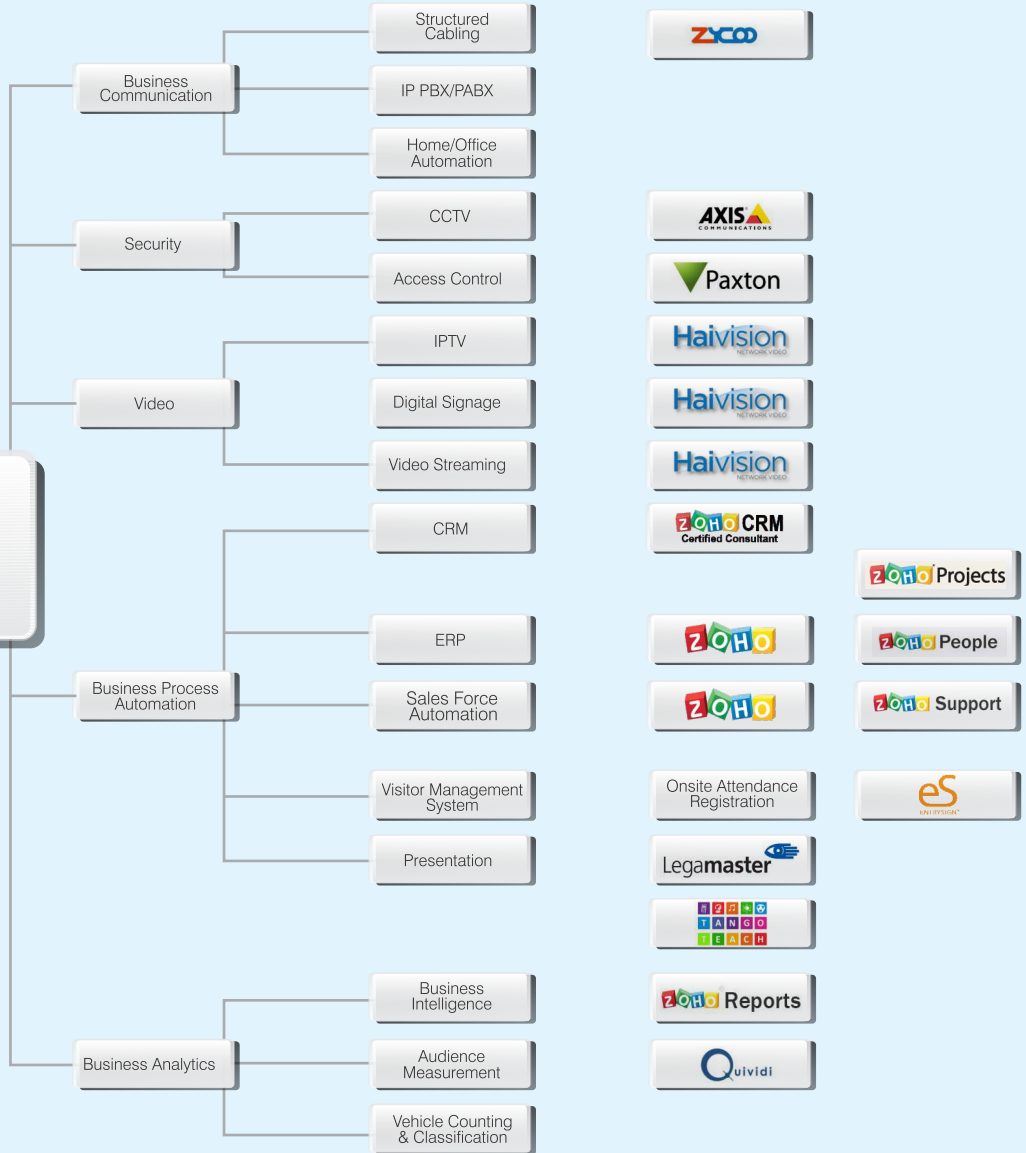 Structured
Cabling
ZYCOO
Business
Communication
IP PBX/PABX
Home/Office
Automation
CCTV
AXIS
COMMUNICATIONS
Security
Access Control
Paxton
IPTV
Haivision
NETWORK VIDEO
Video
Digital Signage
Haivision
NETWORK VIDEO
Video Streaming
Haivision
NETWORK VIDEO
CRM
ZOHO CRM
Certified Consultant
ZOHO Projects
ERP
ZOHO
ZOHO People
Business Process
Automation
Sales Force
Automation
ZOHO
ZOHO Support
Visitor Management
System
Onsite Attendance
Registration
eS
ENTRYSIGN
Presentation
Legamaster
TANGO
TEACH
Business
Intelligence
ZOHO Reports
Business Analytics
Audience
Measurement
Quividi
Vehicle Counting
& Classification